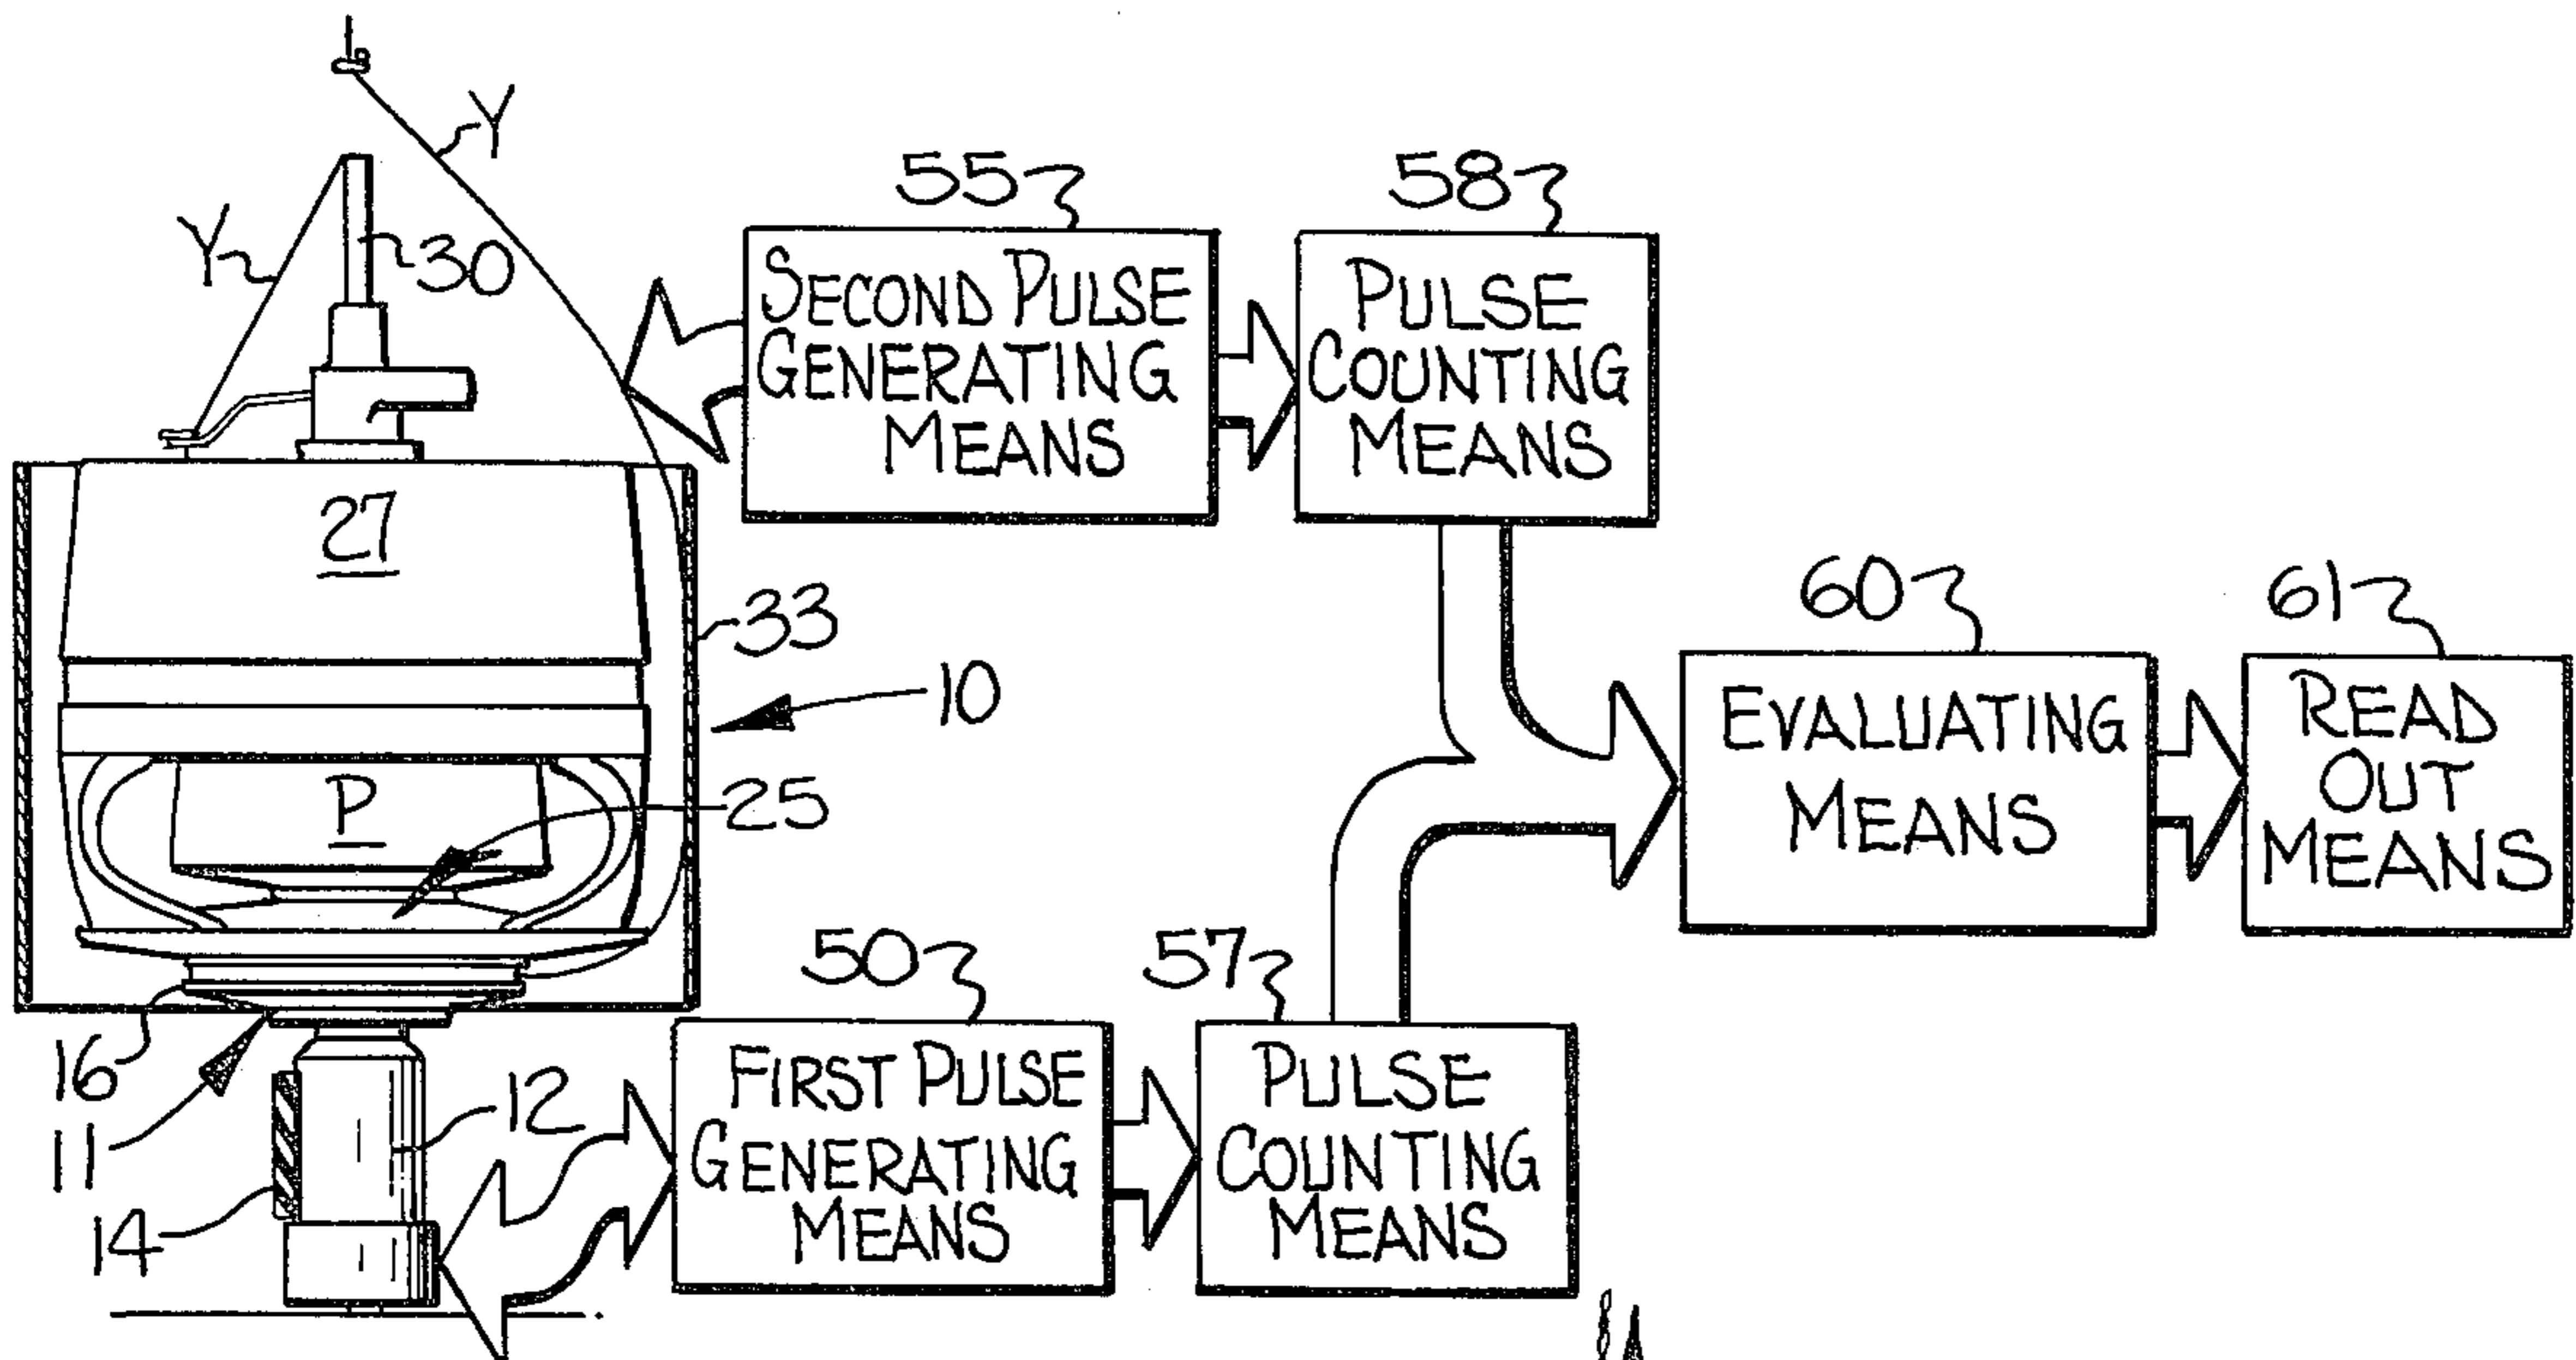 Y
Y
30
55
58
SECOND PULSE
GENERATING
MEANS
PULSE
COUNTING
MEANS
27
33
10
60
61
EVALUATING
MEANS
READ
OUT
MEANS
P
25
50
57
16
11
12
14
FIRST PULSE
GENERATING
MEANS
PULSE
COUNTING
MEANS